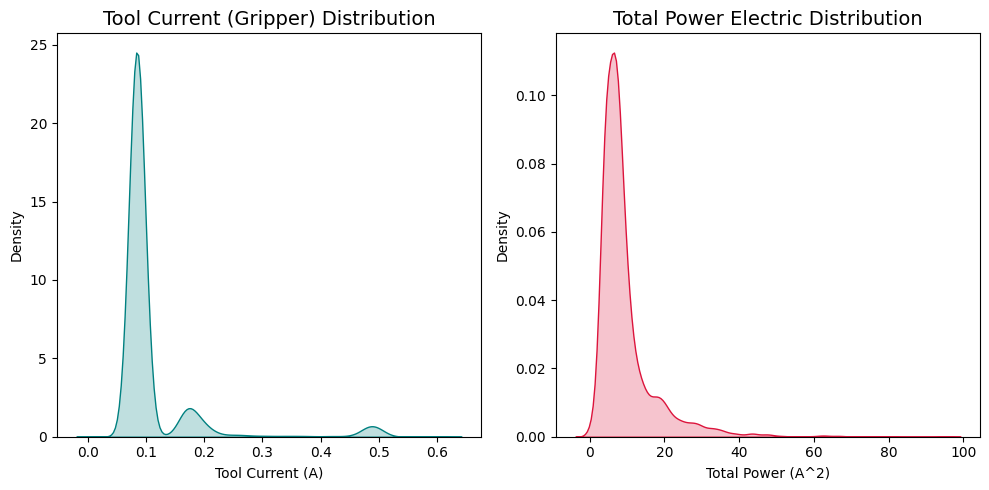 Tool Current (Gripper) Distribution
Density
25
20
15
10
5
0
0.0 0.1 0.2 0.3 0.4 0.5 0.6
Tool Current (A)
Total Power Electric Distribution
Density
0.10
0.08
0.06
0.04
0.02
0.00
0 20 40 60 80 100
Total Power (A^2)